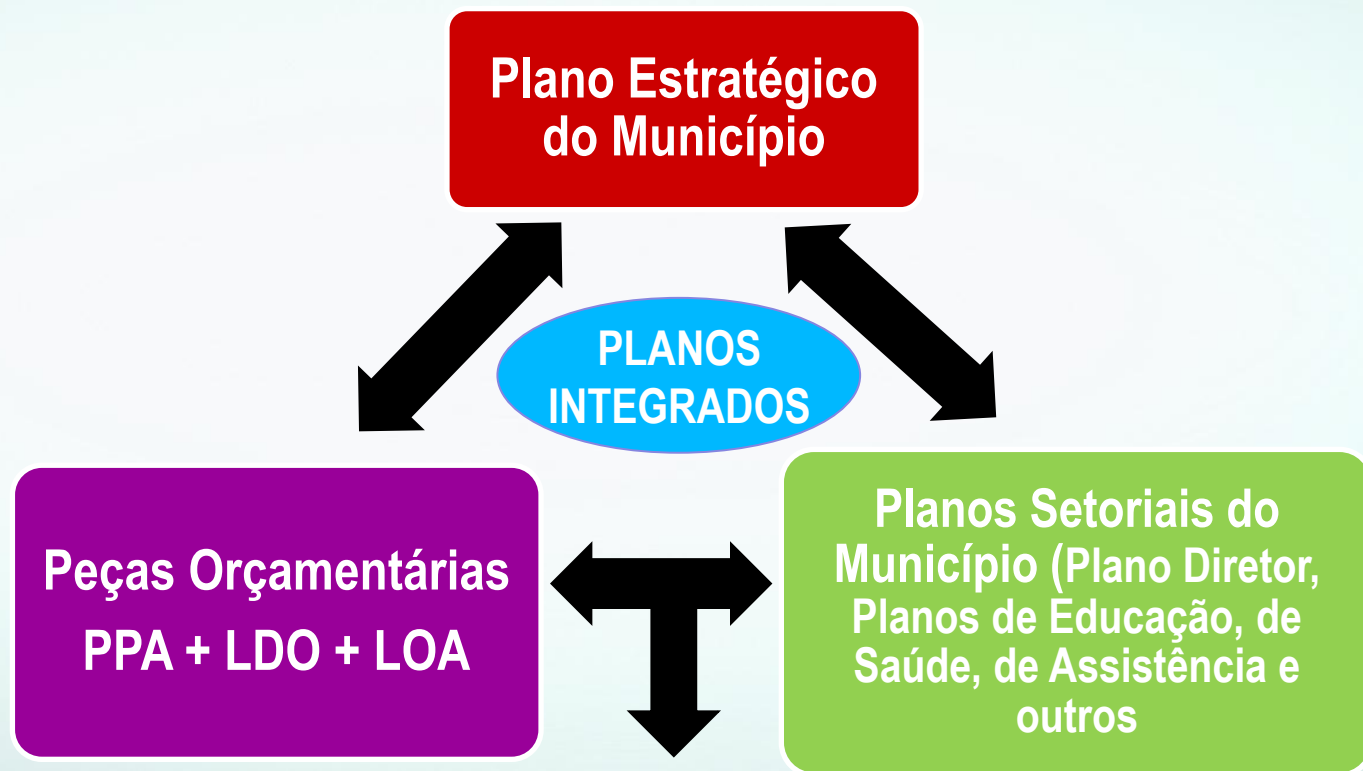 Plano Estratégico
do Município
PLANOS
INTEGRADOS
Peças Orçamentárias
PPA + LDO + LOA
Planos Setoriais do
Município (Plano Diretor,
Planos de Educação, de
Saúde, de Assistência e
outros